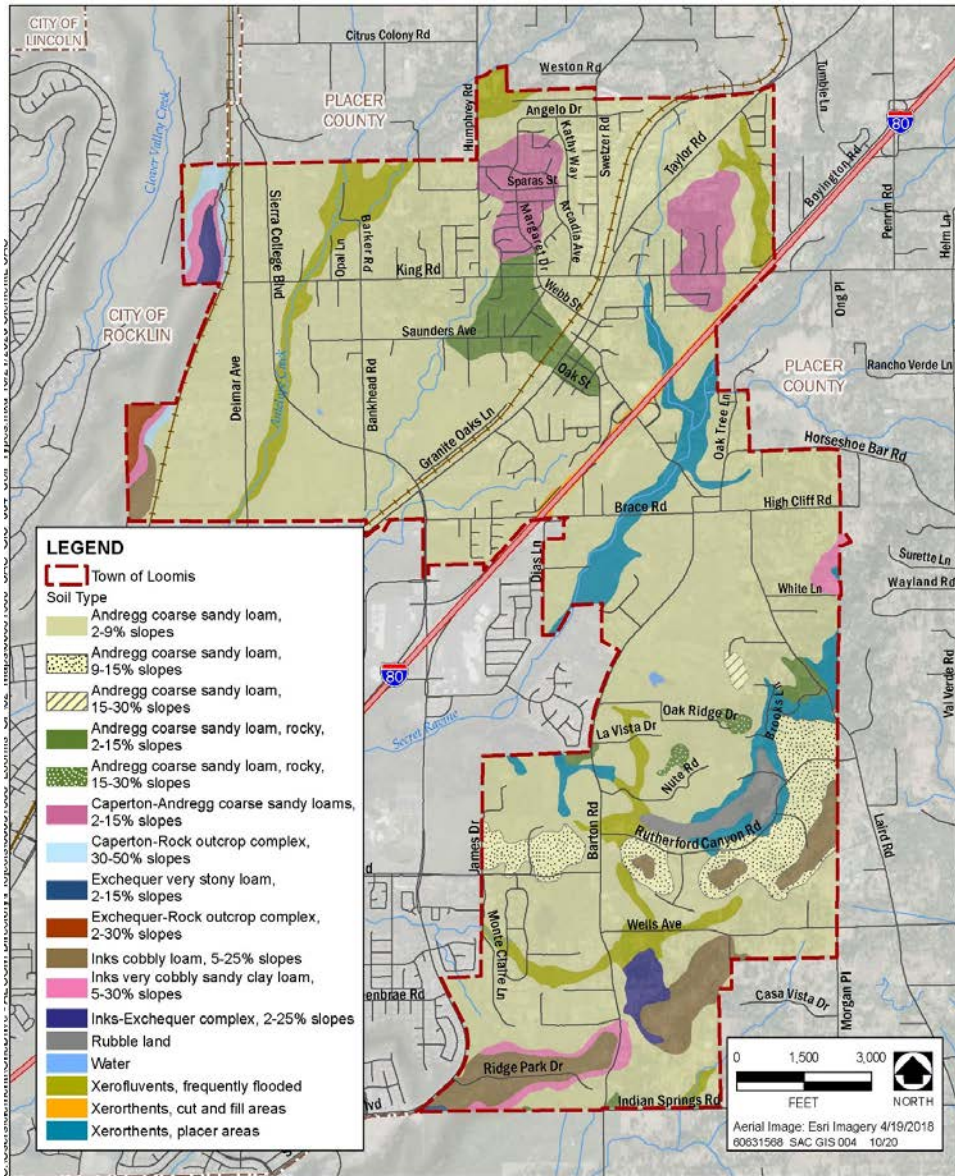 CITY OF
LINCOLN
Citrus Colony Rd
Weston Rd
Humphrey Rd
PLACER
COUNTY
Clover Valley Creek
Angelo Dr
Kathy Way
Swetzer Rd
Taylor Rd
Tumble Ln
80
Boyington Rd
Penryn Rd
Helm Ln
Sparas St
Margaret Dr
Arcadia Ave
Sierra College Blvd
Opal Ln
Barker Rd
King Rd
Webb St
Ong Pl
CITY OF
ROCKLIN
Saunders Ave
Oak St
PLACER
COUNTY
Rancho Verde Ln
Delmar Ave
Antelope Creek
Bankhead Rd
Granite Oaks Ln
Oak Tree Ln
Horseshoe Bar Rd
Brace Rd
High Cliff Rd
Dias Ln
Surette Ln
Wayland Rd
White Ln
80
Secret Ravine
Val Verde Rd
Oak Ridge Dr
La Vista Dr
Brooks Ln
Nute Rd
James Dr
Barton Rd
Rutherford Canyon Rd
Laird Rd
d
Wells Ave
Monte Claire Ln
enbrae Rd
Casa Vista Dr
Morgan Pl
Ridge Park Dr
lvd
Indian Springs Rd
LEGEND
Town of Loomis
Soil Type
Andregg coarse sandy loam,
2-9% slopes
Andregg coarse sandy loam,
9-15% slopes
Andregg coarse sandy loam,
15-30% slopes
Andregg coarse sandy loam, rocky,
2-15% slopes
Andregg coarse sandy loam, rocky,
15-30% slopes
Caperton-Andregg coarse sandy loams,
2-15% slopes
Caperton-Rock outcrop complex,
30-50% slopes
Exchequer very stony loam,
2-15% slopes
Exchequer-Rock outcrop complex,
2-30% slopes
Inks cobbly loam, 5-25% slopes
Inks very cobbly sandy clay loam,
5-30% slopes
Inks-Exchequer complex, 2-25% slopes
Rubble land
Water
Xerofluvents, frequently flooded
Xerorthents, cut and fill areas
Xerorthents, placer areas
0 1,500 3,000
FEET
NORTH
Aerial Image: Esri Imagery 4/19/2018
60631568 SAC GIS 004 10/20